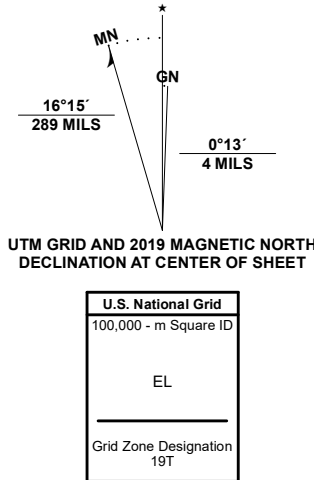 ★
MN
GN
16°15´
289 MILS
0°13´
4 MILS
UTM GRID AND 2019 MAGNETIC NORTH
DECLINATION AT CENTER OF SHEET
U.S. National Grid
100,000 - m Square ID
EL
Grid Zone Designation
19T